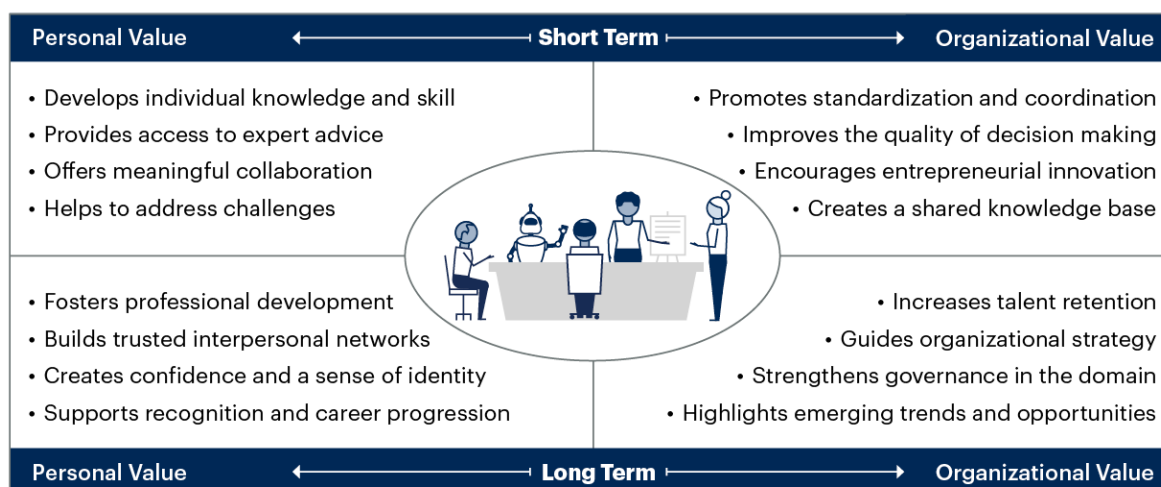 Personal Value Short Term Organizational Value
• Develops individual knowledge and skill
• Provides access to expert advice
• Offers meaningful collaboration
• Helps to address challenges
• Promotes standardization and coordination
• Improves the quality of decision making
• Encourages entrepreneurial innovation
• Creates a shared knowledge base
• Fosters professional development
• Builds trusted interpersonal networks
• Creates confidence and a sense of identity
• Supports recognition and career progression
• Increases talent retention
• Guides organizational strategy
• Strengthens governance in the domain
• Highlights emerging trends and opportunities
Personal Value Long Term Organizational Value